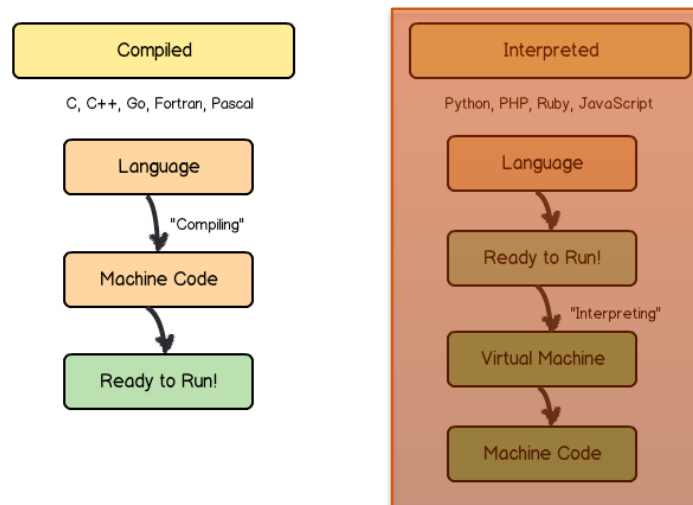 Compiled
C, C++, Go, Fortran, Pascal
Language
"Compiling"
Machine Code
Ready to Run!
Interpreted
Python, PHP, Ruby, JavaScript
Language
Ready to Run!
"Interpreting"
Virtual Machine
Machine Code